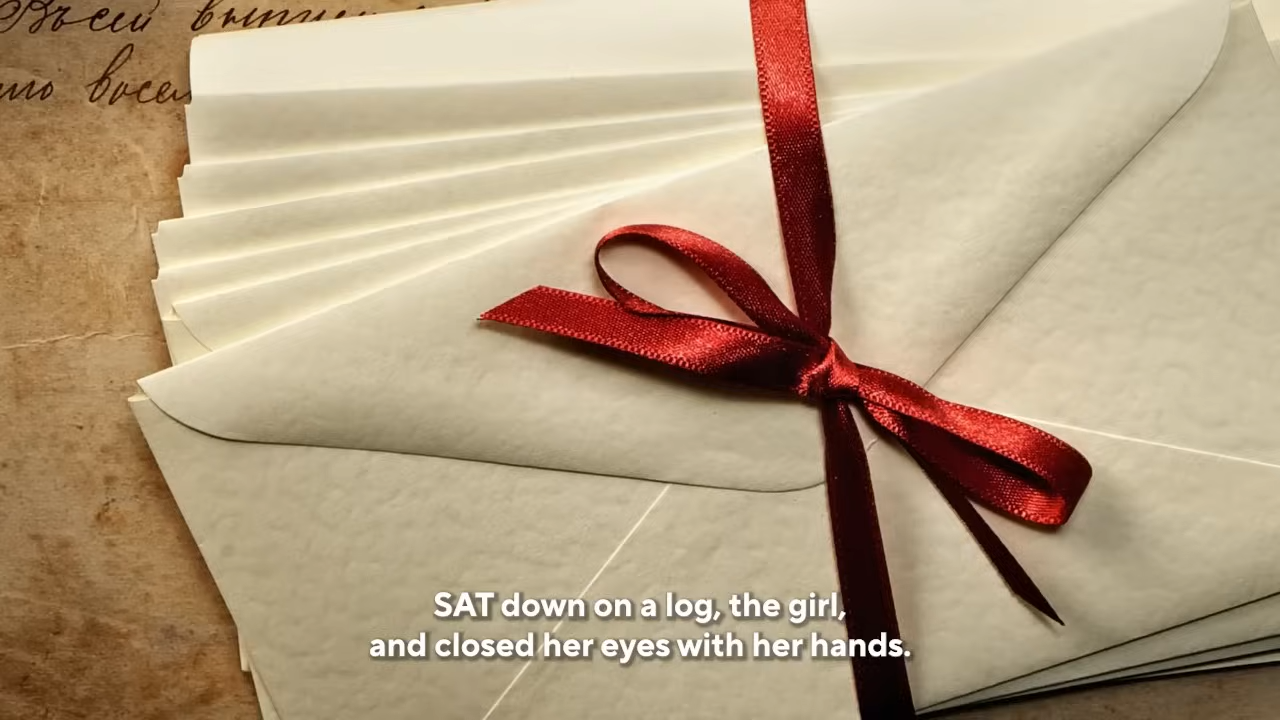 SAT down on a log, the girl,
and closed her eyes with her hands.